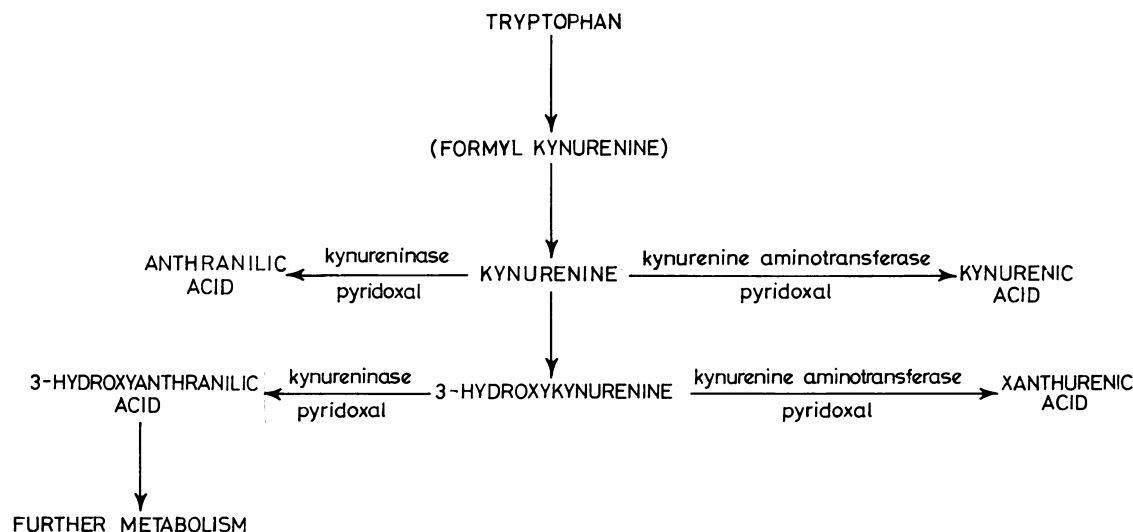 TRYPTOPHAN
(FORMYL KYNURENINE)
kynureninase
kynurenine aminotransferase
ANTHRANILIC
ACID
KYNURENINE
KYNURENIC
ACID
pyridoxal
pyridoxal
kynureninase
kynurenine aminotransferase
3-HYDROXYANTHRANILIC
ACID
3-HYDROXYKYNURENINE
XANTHURENIC
ACID
pyridoxal
pyridoxal
FURTHER METABOLISM